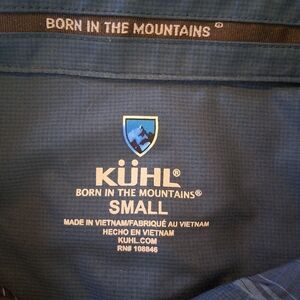 BORN IN THE MOUNTAINS®
KÜHL®
BORN IN THE MOUNTAINS®
SMALL
MADE IN VIETNAM/FABRIQUÉ AU VIETNAM
HECHO EN VIETNAM
KUHL.COM
RN# 108846